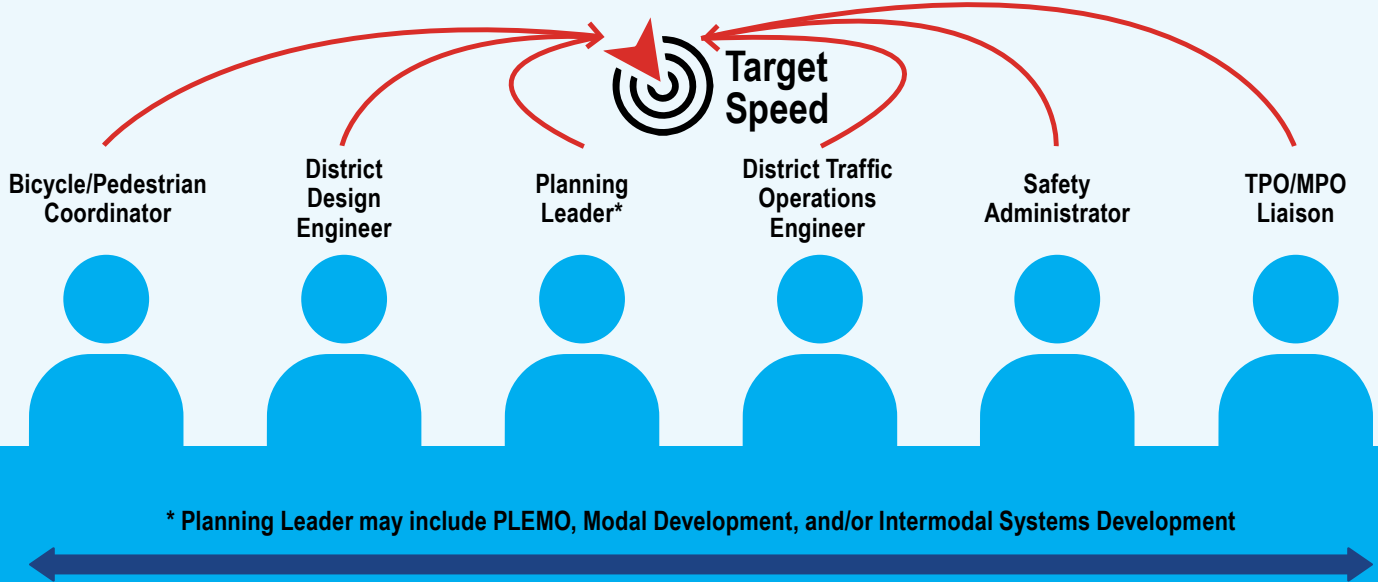 Target
Speed
Bicycle/Pedestrian
Coordinator
District
Design
Engineer
Planning
Leader*
District Traffic
Operations
Engineer
Safety
Administrator
TPO/MPO
Liaison
* Planning Leader may include PLEMO, Modal Development, and/or Intermodal Systems Development